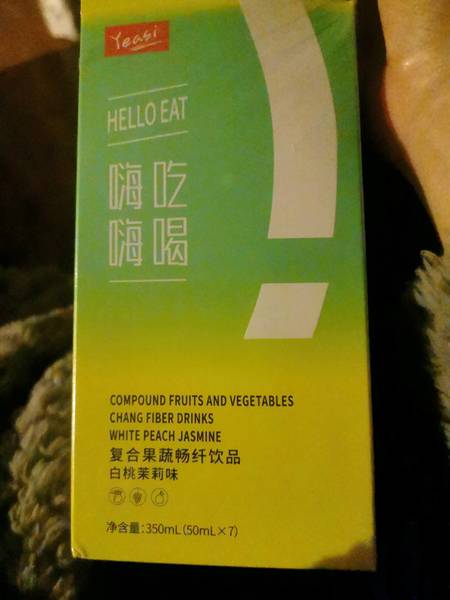 Yeasi
HELLO EAT
嗨吃
嗨喝
!
COMPOUND FRUITS AND VEGETABLES
CHANG FIBER DRINKS
WHITE PEACH JASMINE
复合果蔬畅纤饮品
白桃茉莉味
净含量:350mL(50mL×7)